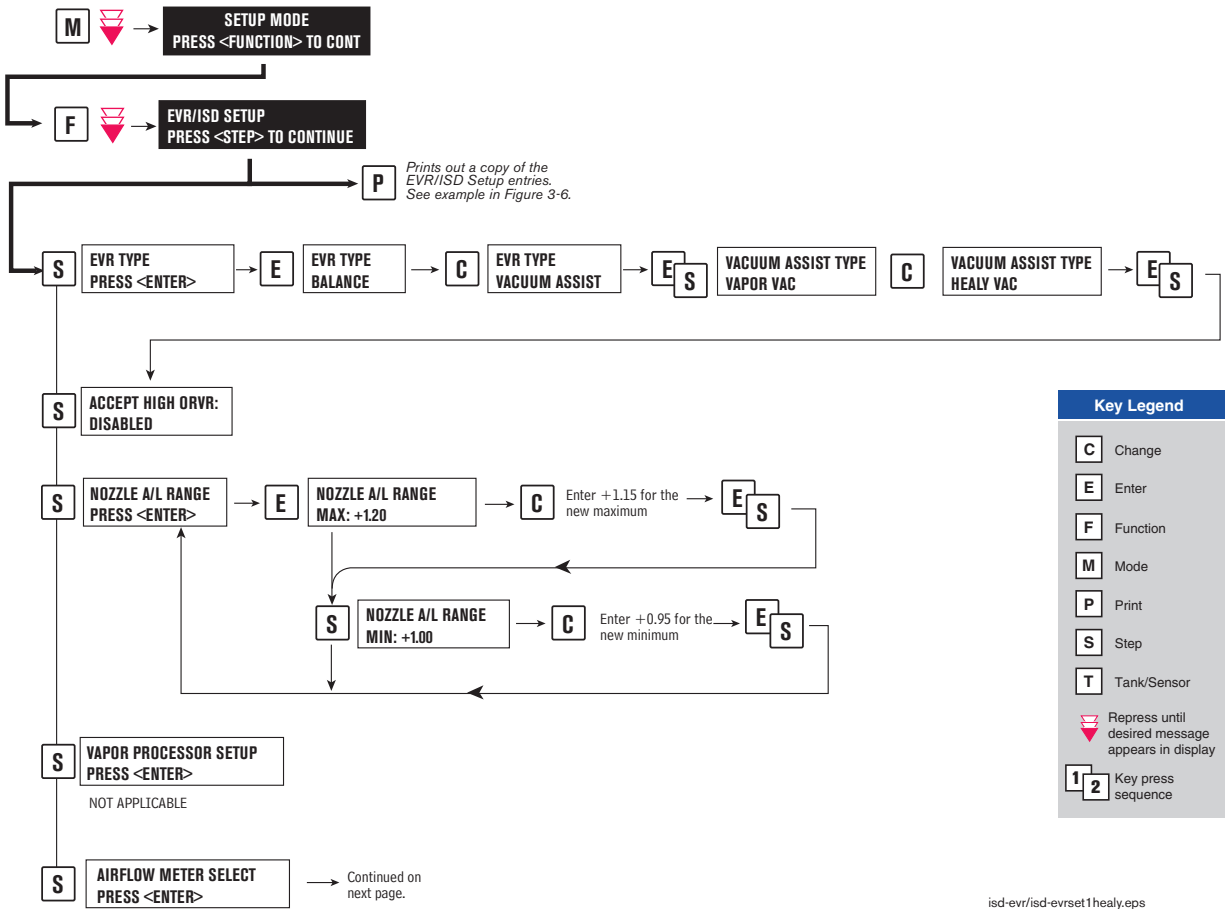 M
SETUP MODE
PRESS <FUNCTION> TO CONT
F
EVR/ISD SETUP
PRESS <STEP> TO CONTINUE
P
Prints out a copy of the
EVR/ISD Setup entries.
See example in Figure 3-6.
S
EVR TYPE
PRESS <ENTER>
E
EVR TYPE
BALANCE
C
EVR TYPE
VACUUM ASSIST
E
S
VACUUM ASSIST TYPE
VAPOR VAC
C
VACUUM ASSIST TYPE
HEALY VAC
E
S
S
ACCEPT HIGH ORVR:
DISABLED
S
NOZZLE A/L RANGE
PRESS <ENTER>
E
NOZZLE A/L RANGE
MAX: +1.20
C
Enter +1.15 for the
new maximum
E
S
S
NOZZLE A/L RANGE
MIN: +1.00
C
Enter +0.95 for the
new minimum
E
S
S
VAPOR PROCESSOR SETUP
PRESS <ENTER>
NOT APPLICABLE
S
AIRFLOW METER SELECT
PRESS <ENTER>
Continued on
next page.
Key Legend
C Change
E Enter
F Function
M Mode
P Print
S Step
T Tank/Sensor
Repress until
desired message
appears in display
1 2 Key press
sequence
isd-evr/isd-evrset1healy.eps